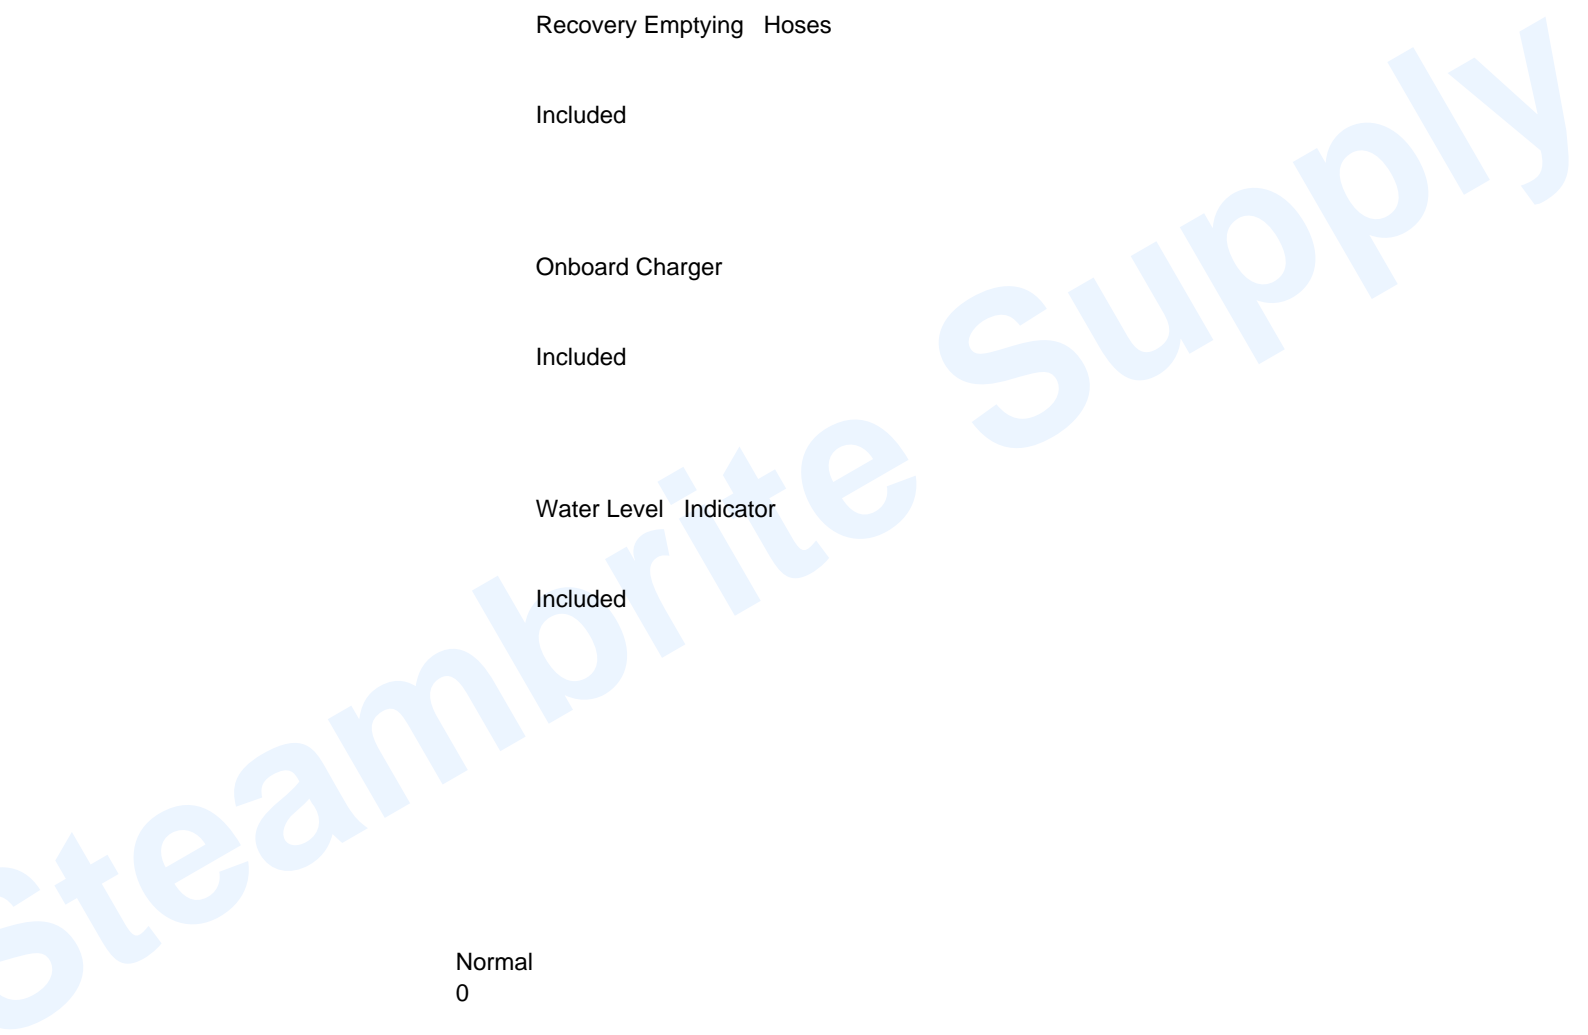 Recovery Emptying   Hoses
Included
Onboard Charger
Included
Water Level   Indicator
Included
Normal
0
Steambrite Supply